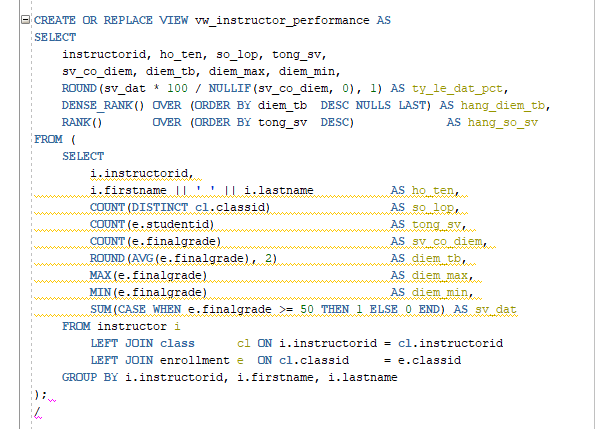 CREATE OR REPLACE VIEW vw_instructor_performance AS
SELECT
    instructorid, ho_ten, so_lop, tong_sv,
    sv_co_diem, diem_tb, diem_max, diem_min,
    ROUND(sv_dat * 100 / NULLIF(sv_co_diem, 0), 1) AS ty_le_dat_pct,
    DENSE_RANK() OVER (ORDER BY diem_tb  DESC NULLS LAST) AS hang_diem_tb,
    RANK()       OVER (ORDER BY tong_sv  DESC)             AS hang_so_sv
FROM (
    SELECT
        i.instructorid,
        i.firstname || ' ' || i.lastname           AS ho_ten,
        COUNT(DISTINCT cl.classid)                 AS so_lop,
        COUNT(e.studentid)                         AS tong_sv,
        COUNT(e.finalgrade)                        AS sv_co_diem,
        ROUND(AVG(e.finalgrade), 2)                AS diem_tb,
        MAX(e.finalgrade)                          AS diem_max,
        MIN(e.finalgrade)                          AS diem_min,
        SUM(CASE WHEN e.finalgrade >= 50 THEN 1 ELSE 0 END) AS sv_dat
    FROM instructor i
        LEFT JOIN class      cl ON i.instructorid = cl.instructorid
        LEFT JOIN enrollment e  ON cl.classid     = e.classid
    GROUP BY i.instructorid, i.firstname, i.lastname
);
/